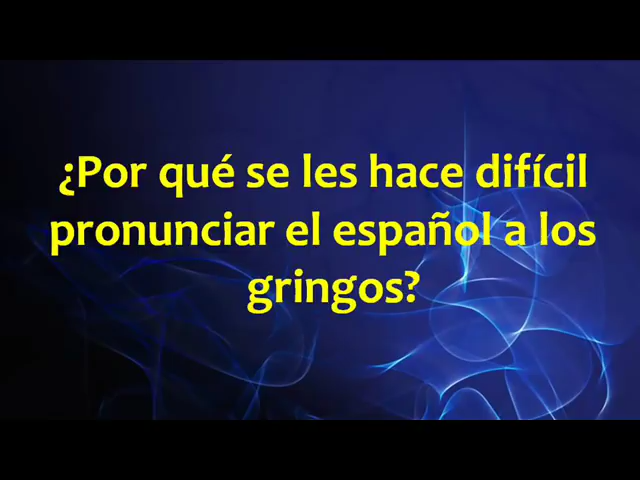 ¿Por qué se les hace difícil
pronunciar el español a los
gringos?